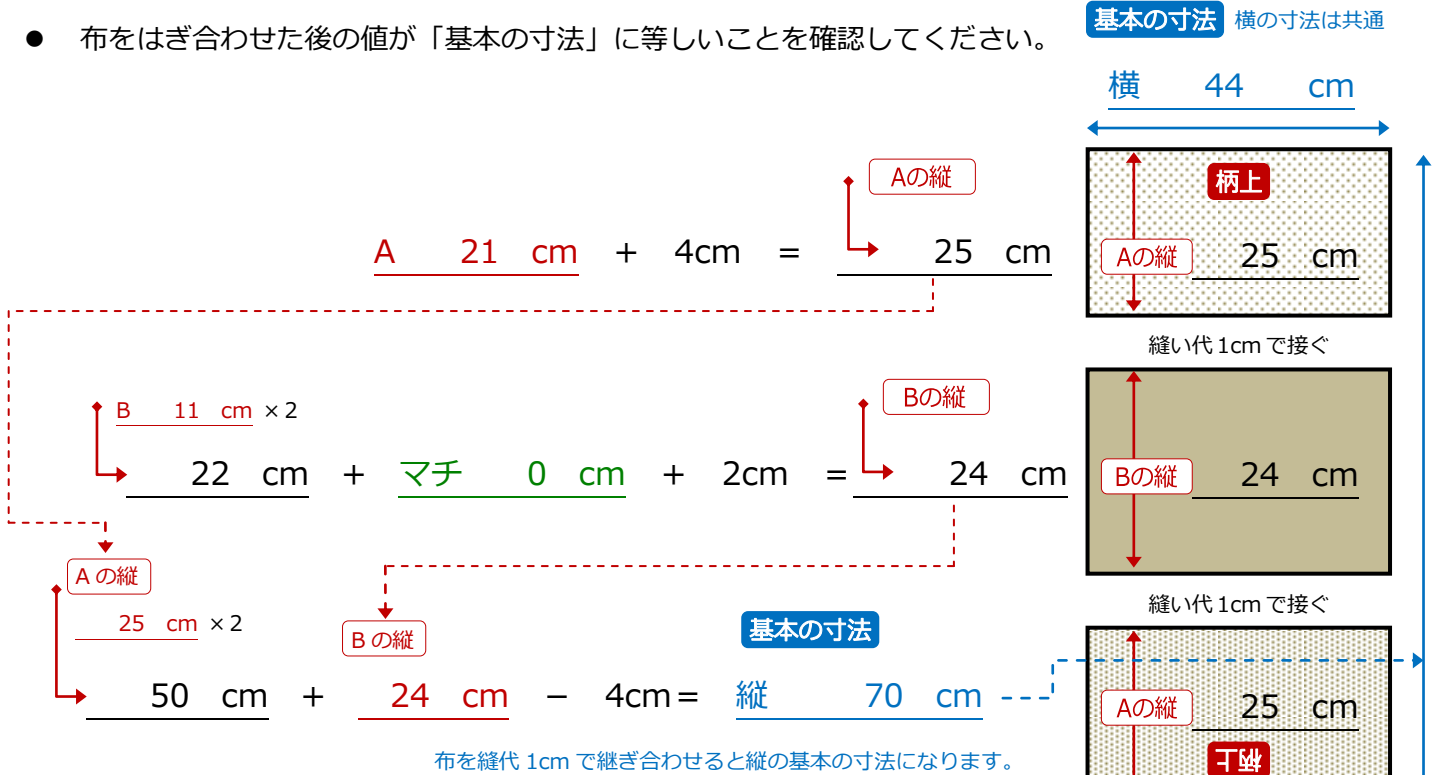 ● 布をはぎ合わせた後の値が「基本の寸法」に等しいことを確認してください。
基本の寸法 横の寸法は共通
横 44 cm
Aの縦
柄上
A 21 cm + 4cm = 25 cm
Aの縦 25 cm
縫い代 1cm で接ぐ
B 11 cm ×2
Bの縦
22 cm + マチ 0 cm + 2cm = 24 cm
Bの縦 24 cm
A の縦
縫い代 1cm で接ぐ
25 cm ×2
B の縦
基本の寸法
50 cm + 24 cm − 4cm = 縦 70 cm
Aの縦 25 cm
柄上
布を縫代 1cm で継ぎ合わせると縦の基本の寸法になります。